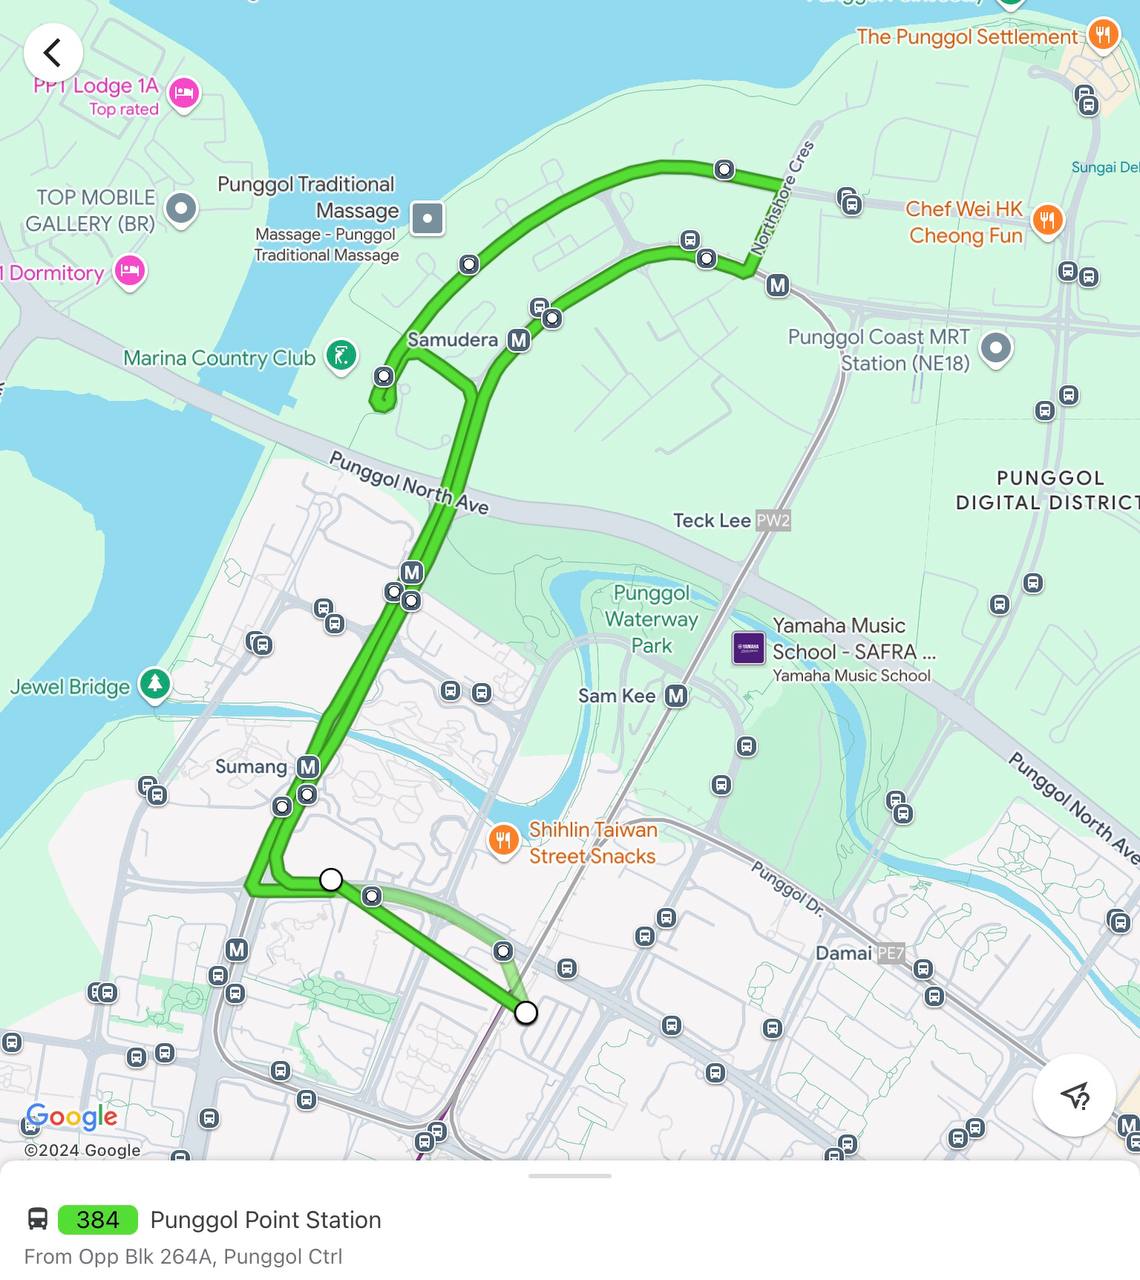 The Punggol Settlement
PPT Lodge 1A
Top rated
Sungai Del
Punggol Traditional
Massage
Massage - Punggol
Traditional Massage
TOP MOBILE
GALLERY (BR)
Northshore Cres
Chef Wei HK
Cheong Fun
1 Dormitory
Samudera
M
M
Marina Country Club
Punggol Coast MRT
Station (NE18)
Punggol North Ave
PUNGGOL
DIGITAL DISTRICT
Teck Lee PW2
M
Punggol
Waterway
Park
Yamaha Music
School - SAFRA ...
Yamaha Music School
Jewel Bridge
Sam Kee M
Sumang M
Punggol North Ave
Shihlin Taiwan
Street Snacks
Punggol Dr.
M
Damai PE7
M
Google
©2024 Google
384 Punggol Point Station
From Opp Blk 264A, Punggol Ctrl